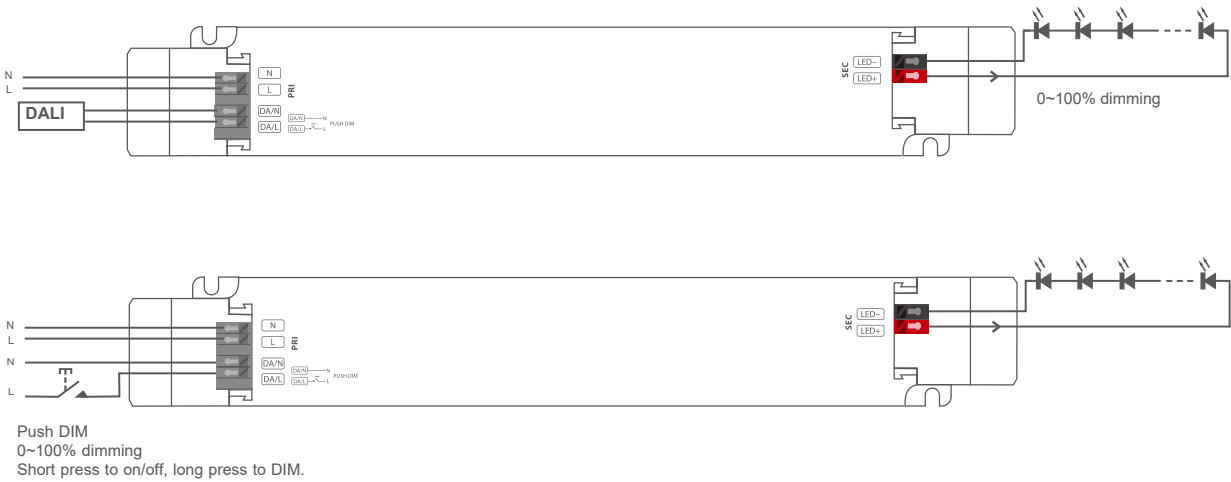 N
L
DALI
N
L
PRI
DA/N
DA/L
DA/N N
DA/L L
PUSH DIM
SEC
LED-
LED+
0~100% dimming
N
L
N
L
N
L
PRI
DA/N
DA/L
DA/N N
DA/L L
PUSH DIM
SEC
LED-
LED+
Push DIM
0~100% dimming
Short press to on/off, long press to DIM.